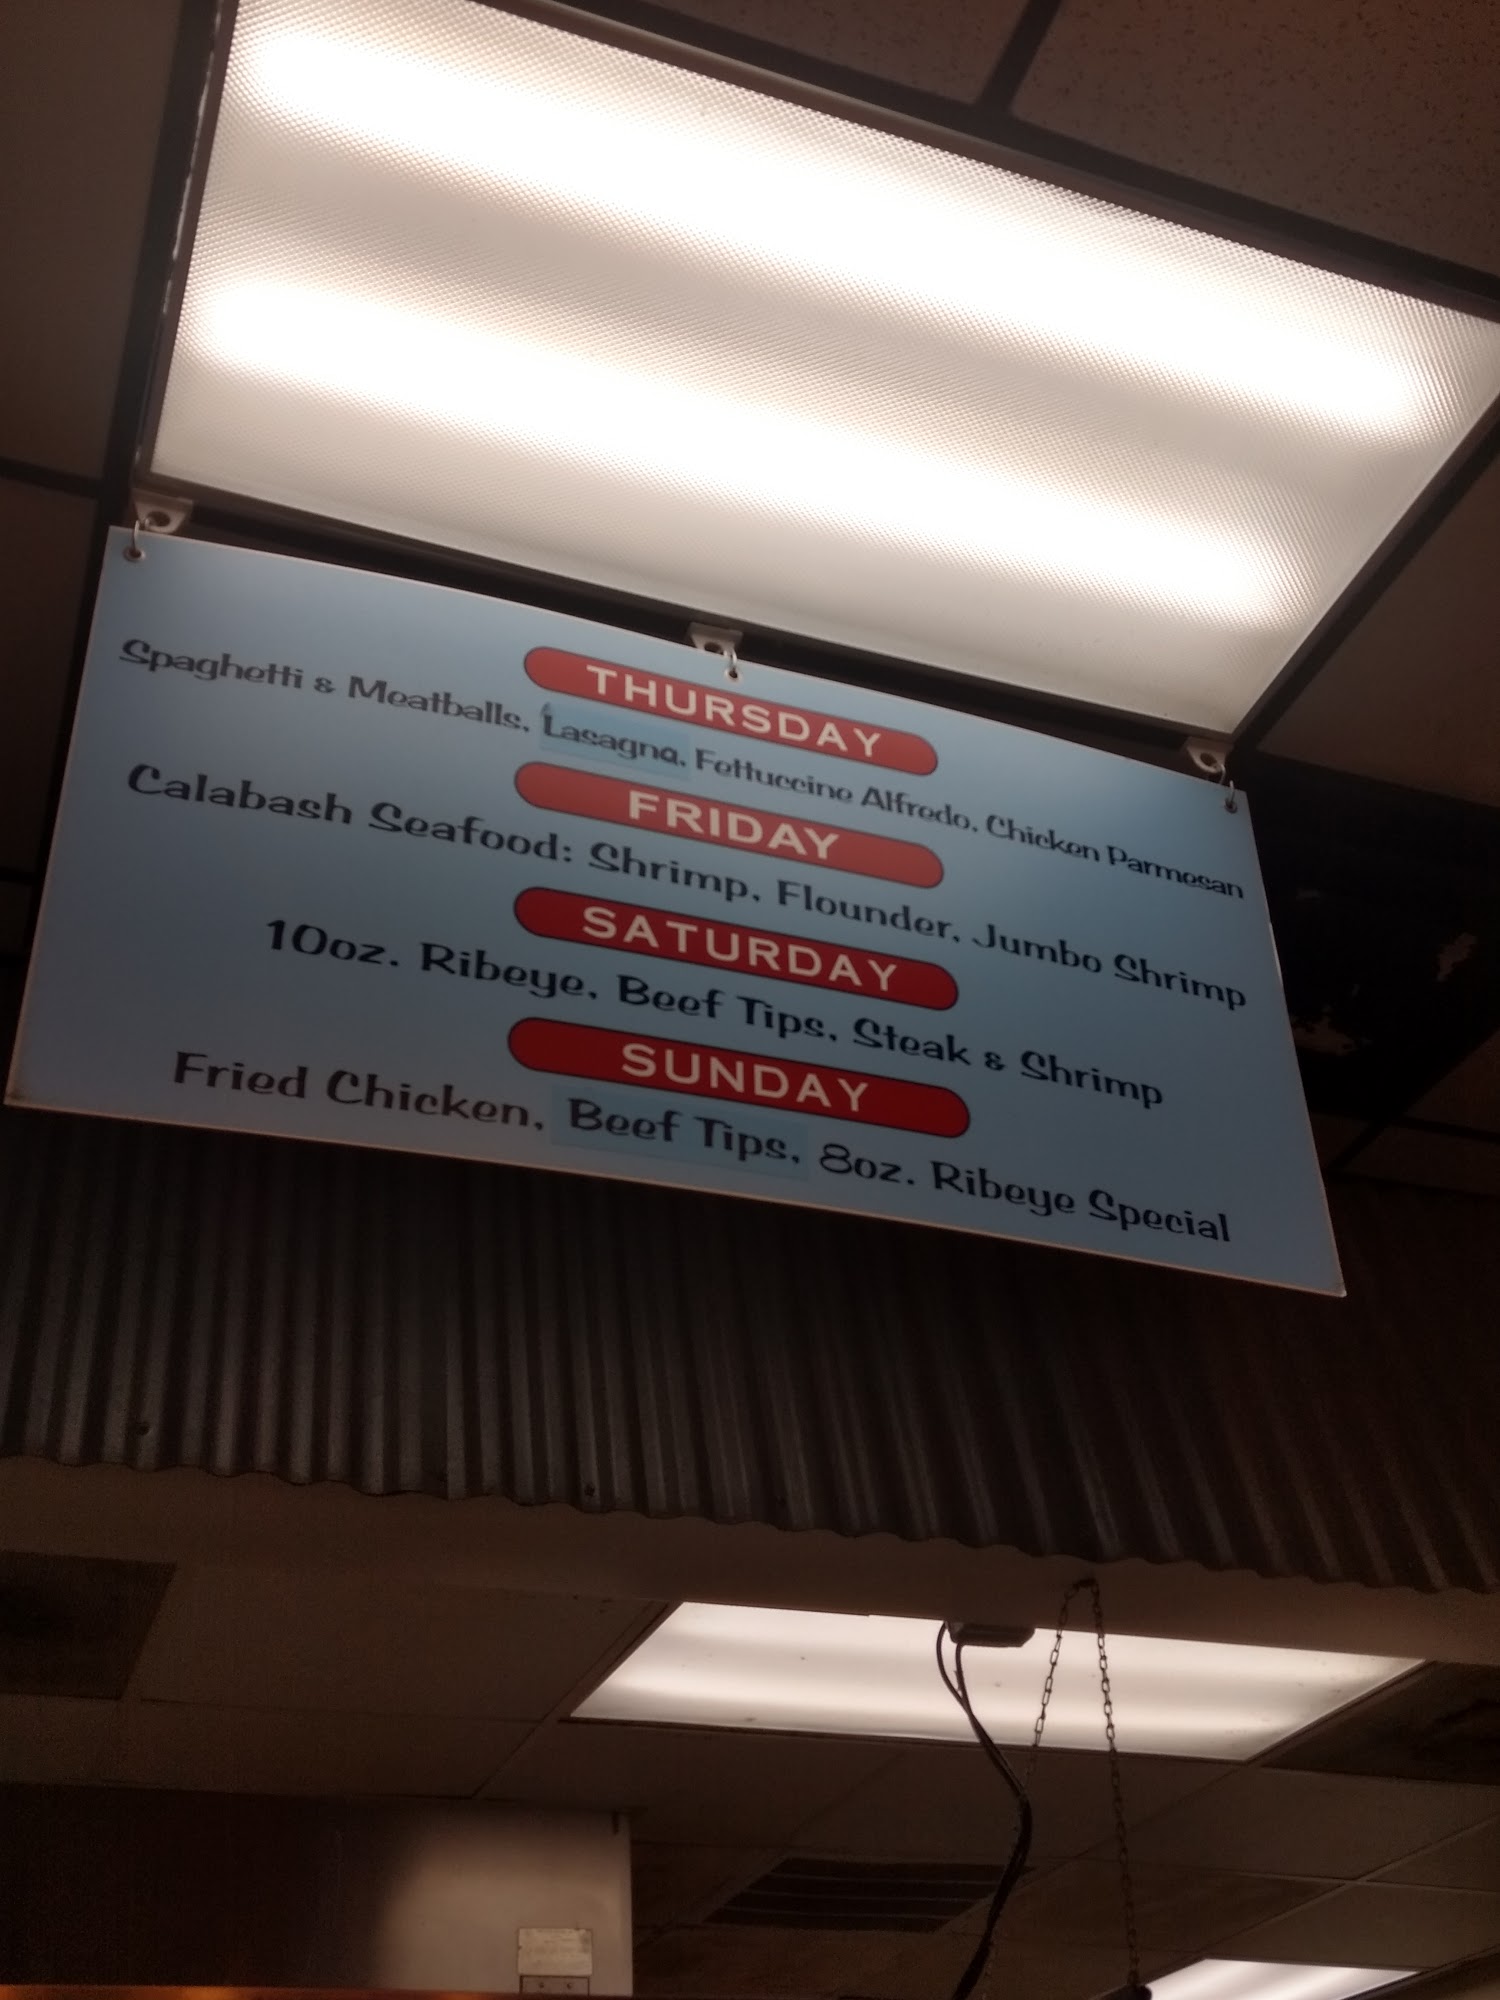 THURSDAY
Spaghetti & Meatballs, Lasagna, Fettuccine Alfredo, Chicken Parmesan
FRIDAY
Calabash Seafood: Shrimp, Flounder, Jumbo Shrimp
SATURDAY
10oz. Ribeye, Beef Tips, Steak & Shrimp
SUNDAY
Fried Chicken, Beef Tips, 8oz. Ribeye Special